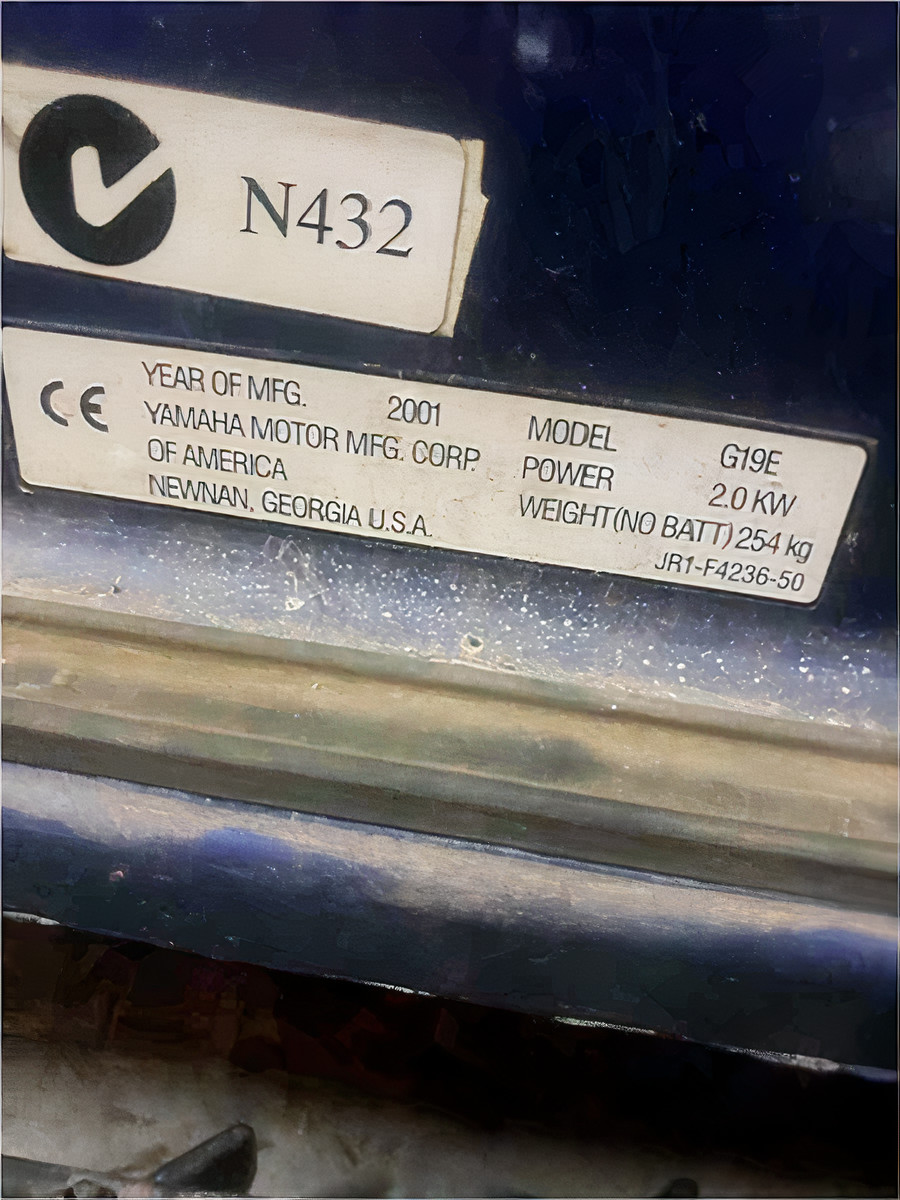 N432
CE
YEAR OF MFG. 2001
YAMAHA MOTOR MFG. CORP.
OF AMERICA
NEWNAN, GEORGIA U.S.A.
MODEL G19E
POWER 2.0 KW
WEIGHT(NO BATT) 254 kg
JR1-F4236-50